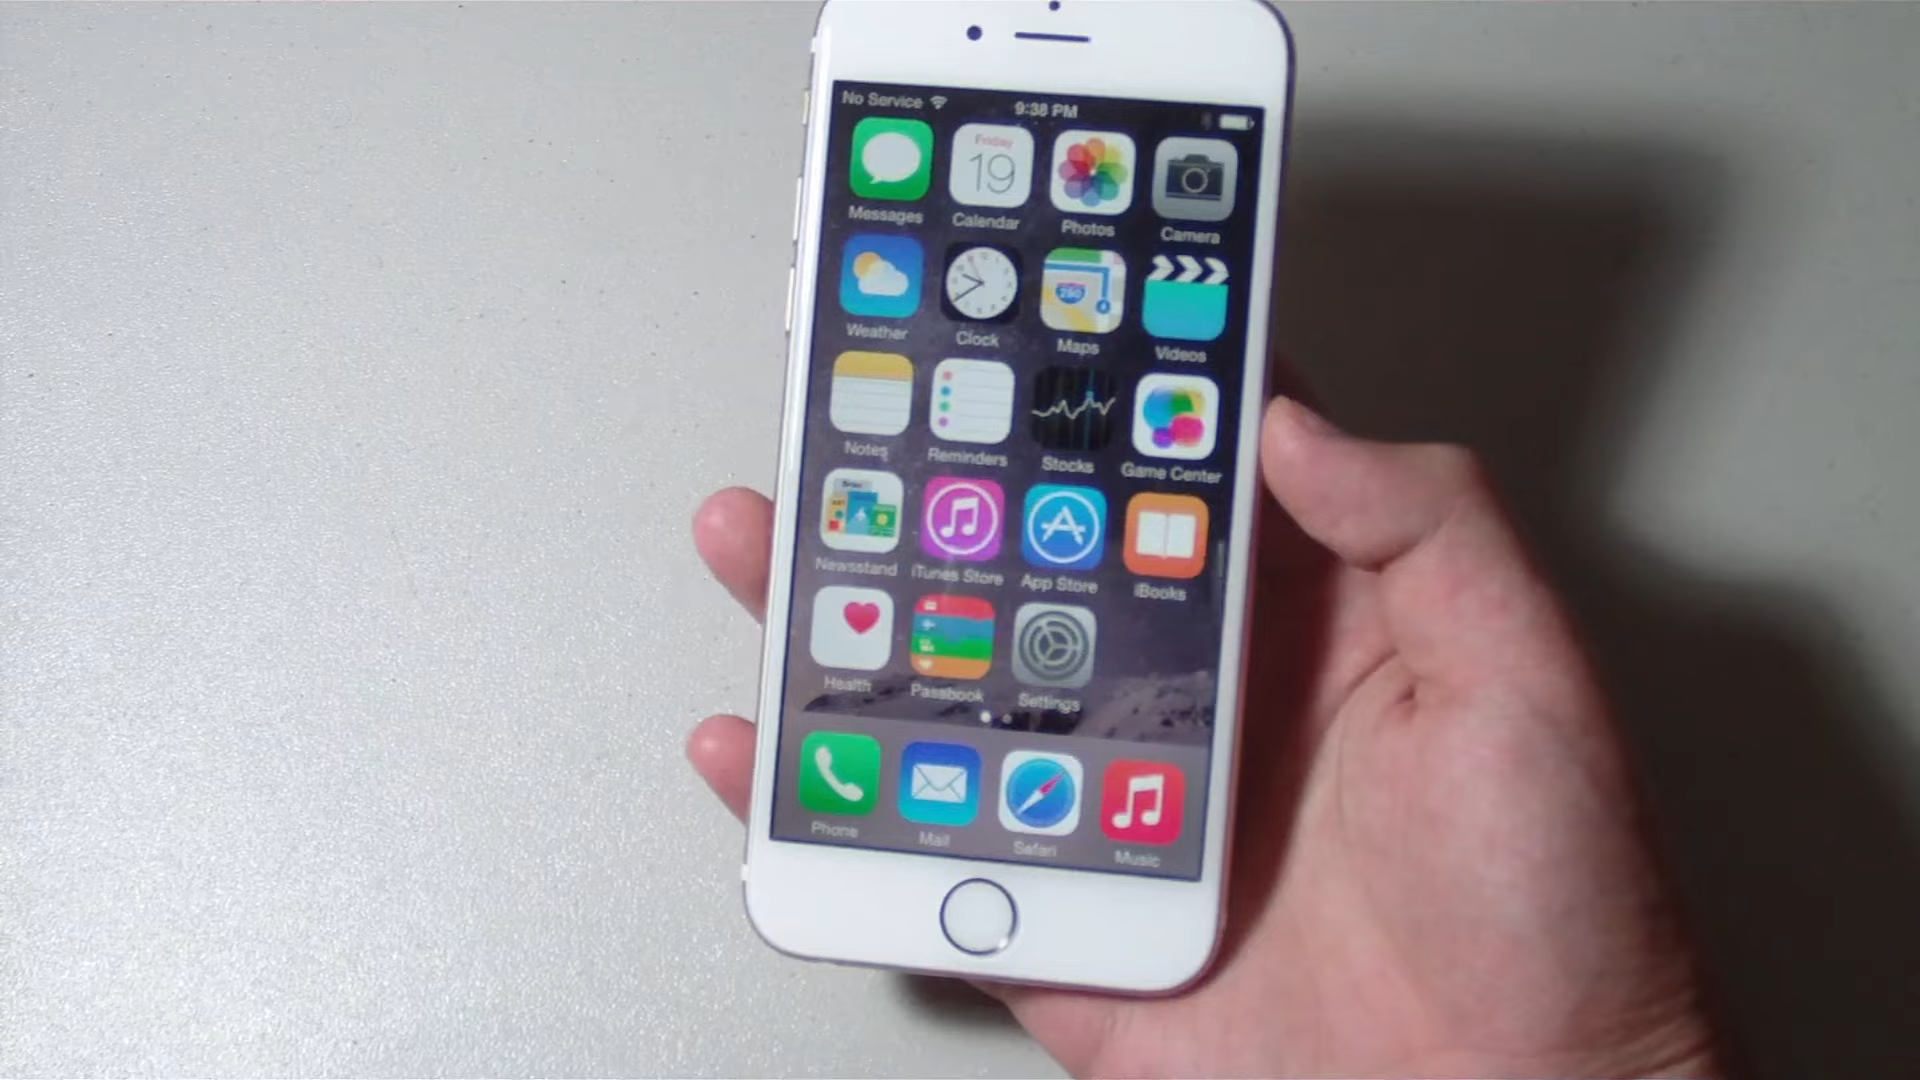 No Service 9:38 PM
Friday
19
Messages Calendar Photos Camera
280
Weather Clock Maps Videos
Notes Reminders Stocks Game Center
Newsstand iTunes Store App Store iBooks
Health Passbook Settings
Phone Mail Safari Music